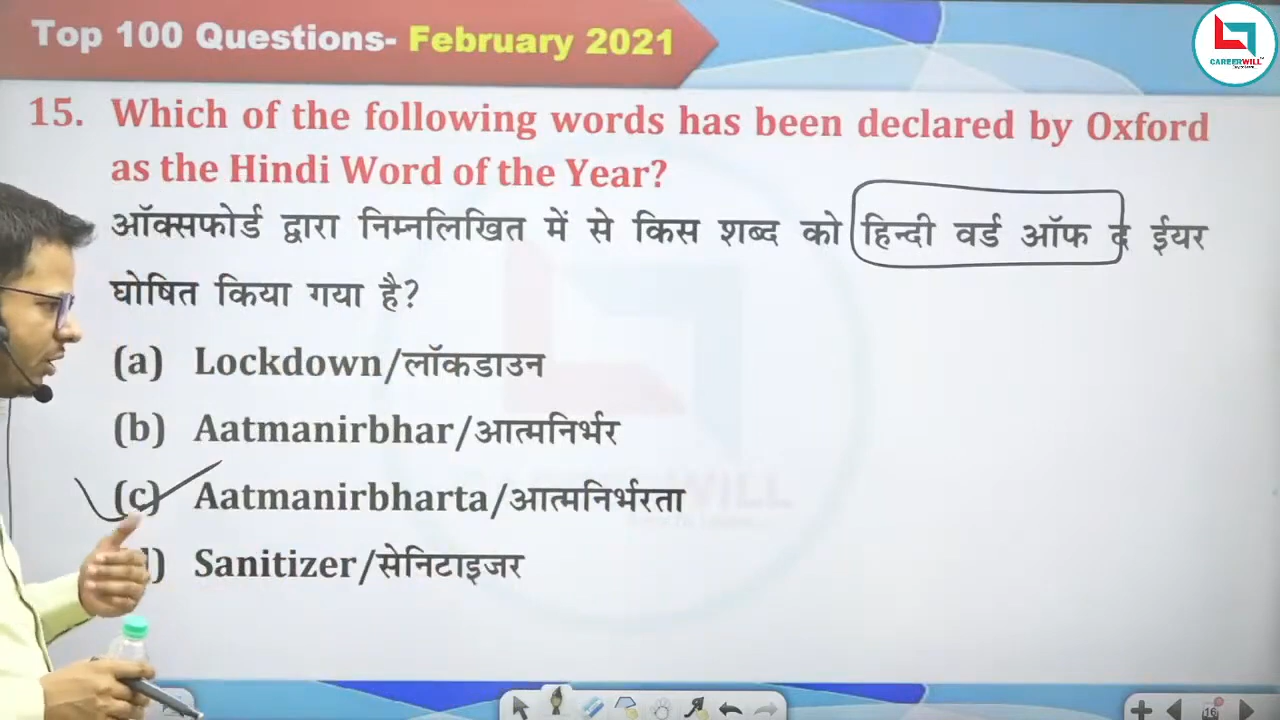 Top 100 Questions- February 2021
CAREERWILL
15. Which of the following words has been declared by Oxford
as the Hindi Word of the Year?
ऑक्सफोर्ड द्वारा निम्नलिखित में से किस शब्द को हिन्दी वर्ड ऑफ द ईयर
घोषित किया गया है?
(a) Lockdown/लॉकडाउन
(b) Aatmanirbhar/आत्मनिर्भर
(c) Aatmanirbharta/आत्मनिर्भरता
d) Sanitizer/सेनिटाइजर
16